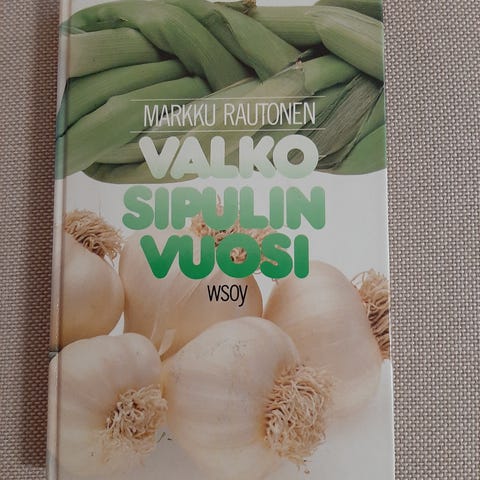 MARKKU RAUTONEN
VALKO
SIPULIN
VUOSI
WSOY